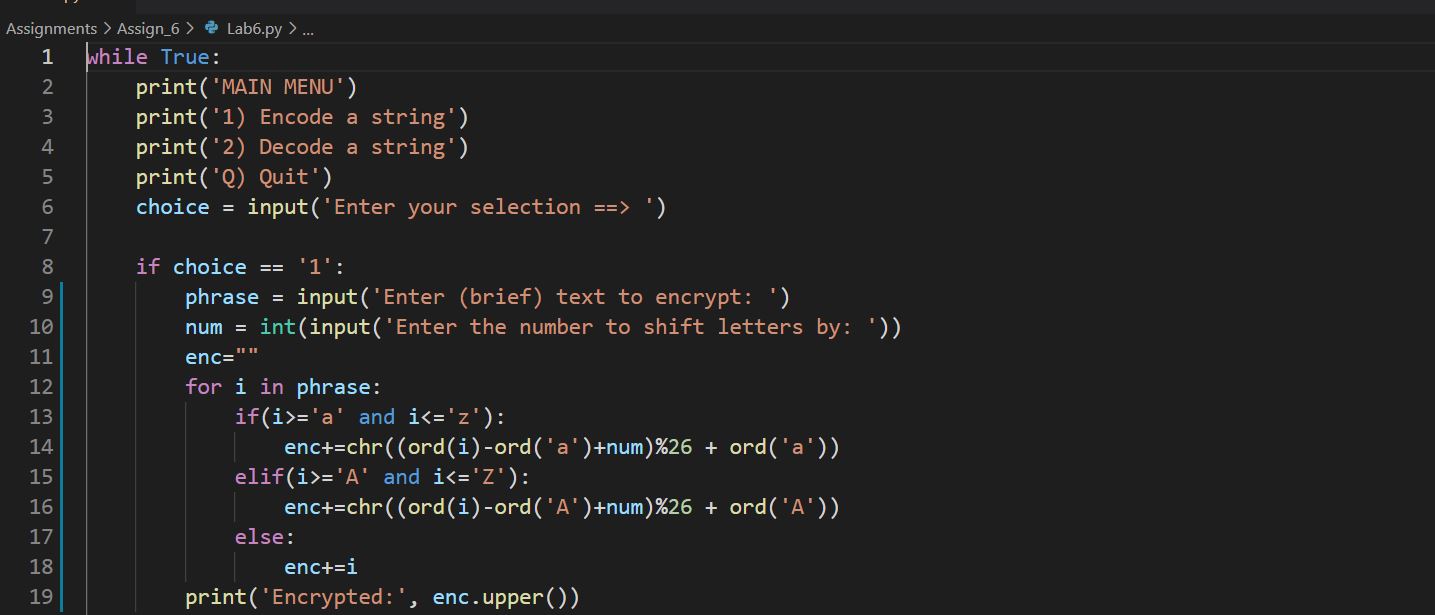 Assignments > Assign_6 > Lab6.py > ...
1 while True:
2     print('MAIN MENU')
3     print('1) Encode a string')
4     print('2) Decode a string')
5     print('Q) Quit')
6     choice = input('Enter your selection ==> ')
7
8     if choice == '1':
9         phrase = input('Enter (brief) text to encrypt: ')
10         num = int(input('Enter the number to shift letters by: '))
11         enc=""
12         for i in phrase:
13             if(i>='a' and i<='z'):
14                 enc+=chr((ord(i)-ord('a')+num)%26 + ord('a'))
15             elif(i>='A' and i<='Z'):
16                 enc+=chr((ord(i)-ord('A')+num)%26 + ord('A'))
17             else:
18                 enc+=i
19         print('Encrypted:', enc.upper())